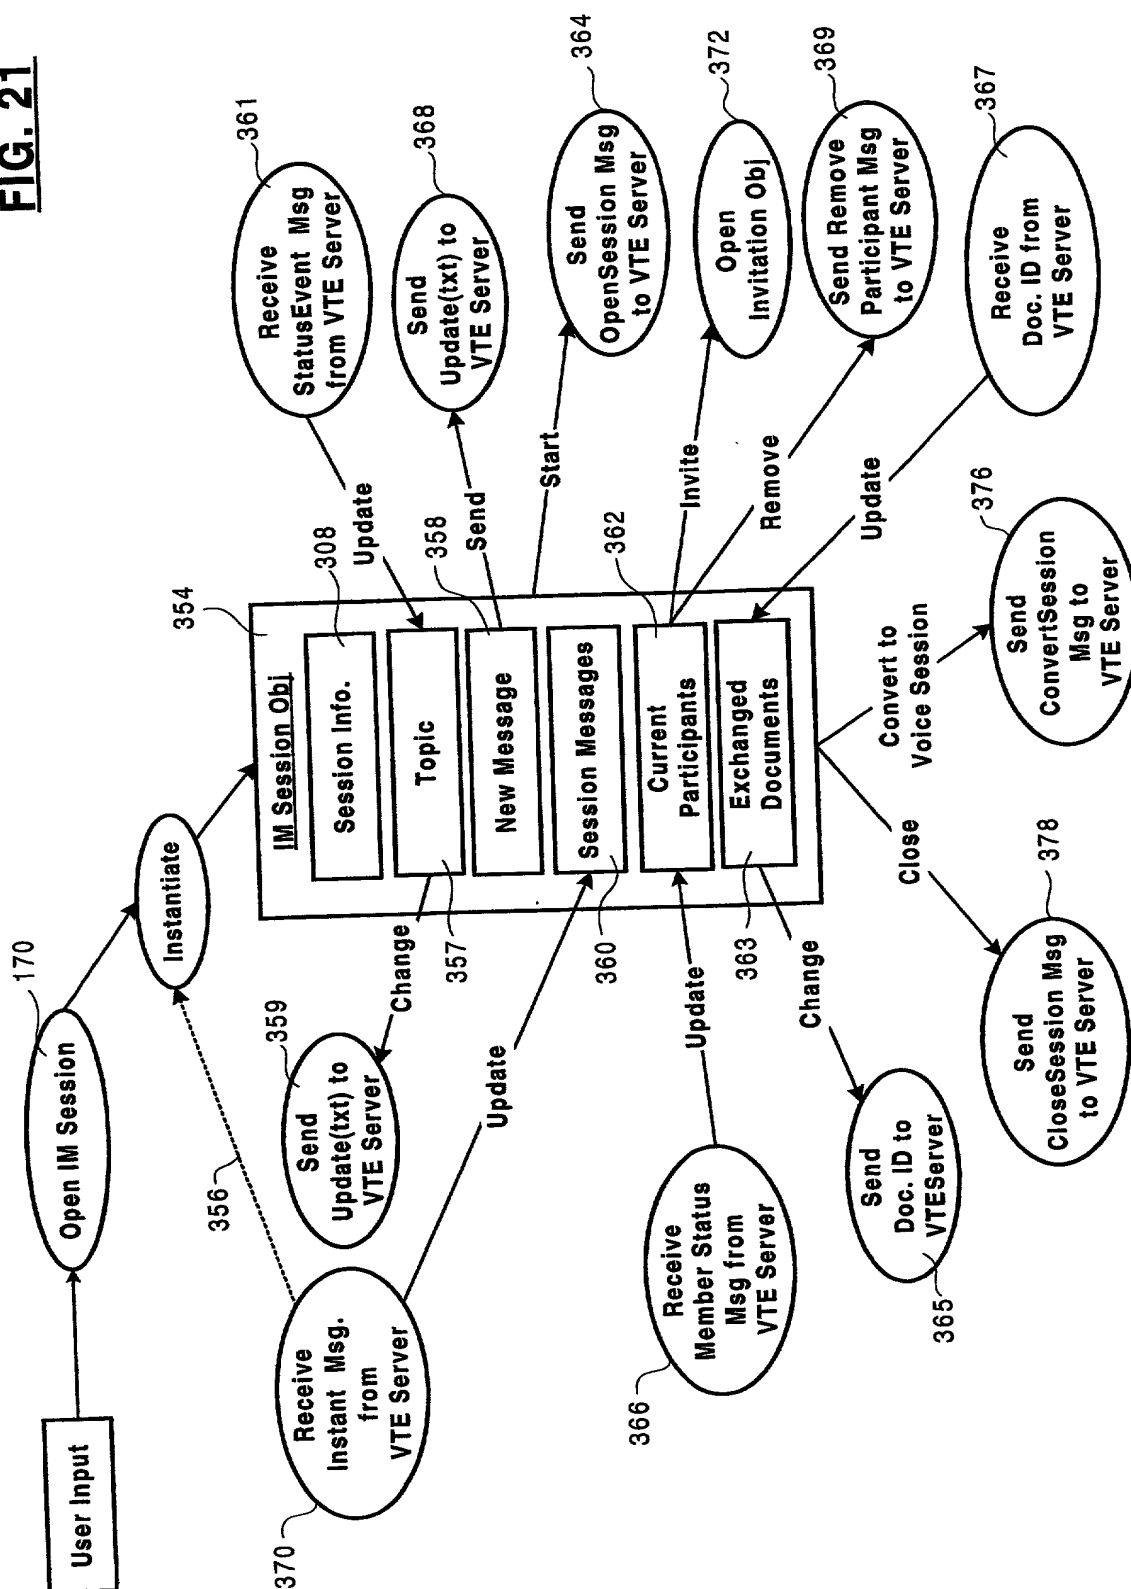 FIG. 21
User Input
170
Open IM Session
Instantiate
356
370
Receive
Instant Msg.
from
VTE Server
Update
359
Send
Update(txt) to
VTE Server
Change
354
IM Session Obj
308
Session Info.
Topic
357
358
New Message
Session Messages
360
362
Current
Participants
Exchanged
Documents
363
Update
361
Receive
StatusEvent Msg
from VTE Server
Send
368
Send
Update(txt) to
VTE Server
Start
364
Send
OpenSession Msg
to VTE Server
Invite
372
Open
Invitation Obj
Remove
369
Send Remove
Participant Msg
to VTE Server
Update
367
Receive
Doc. ID from
VTE Server
Update
366
Receive
Member Status
Msg from
VTE Server
Change
Send
Doc. ID to
VTEServer
365
Close
378
Send
CloseSession Msg
to VTE Server
Convert to
Voice Session
376
Send
ConvertSession
Msg to
VTE Server